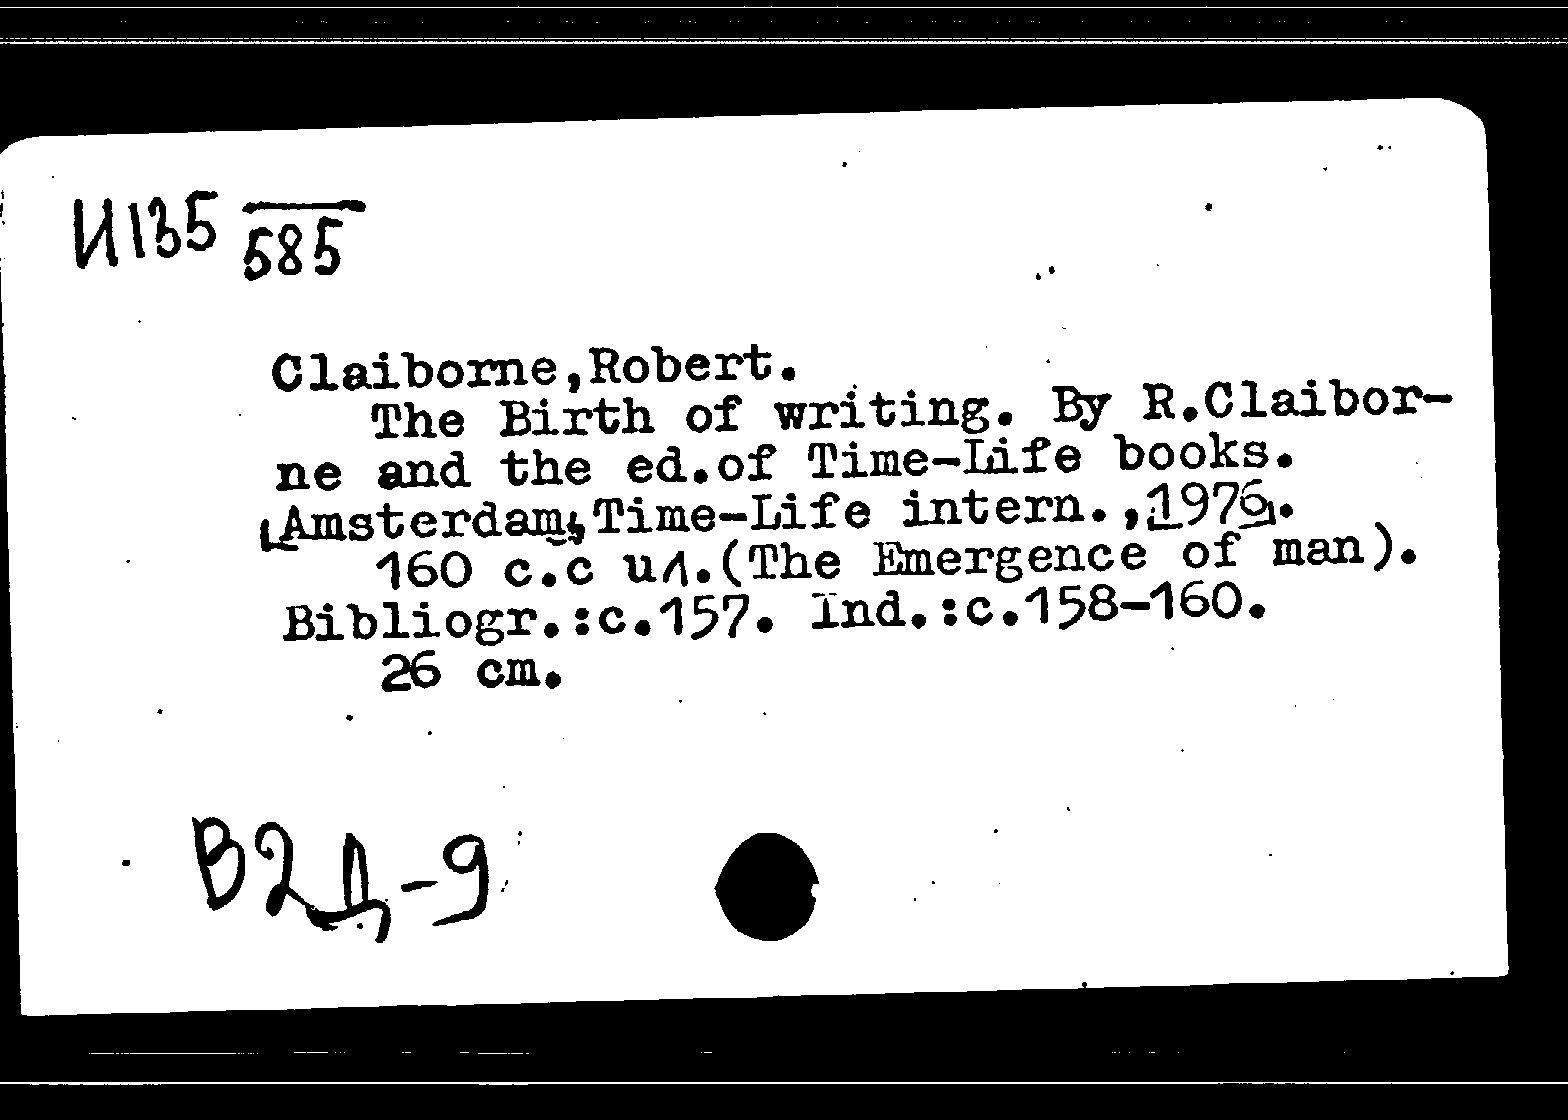 И135 585
Claiborne,Robert.
The Birth of writing. By R.Claibor-
ne and the ed.of Time-Life books.
[Amsterdam],Time-Life intern.,[1976].
160 с.с ил.(The Emergence of man).
Bibliogr.:с.157. Ind.:с.158-160.
26 cm.
В2Д-9